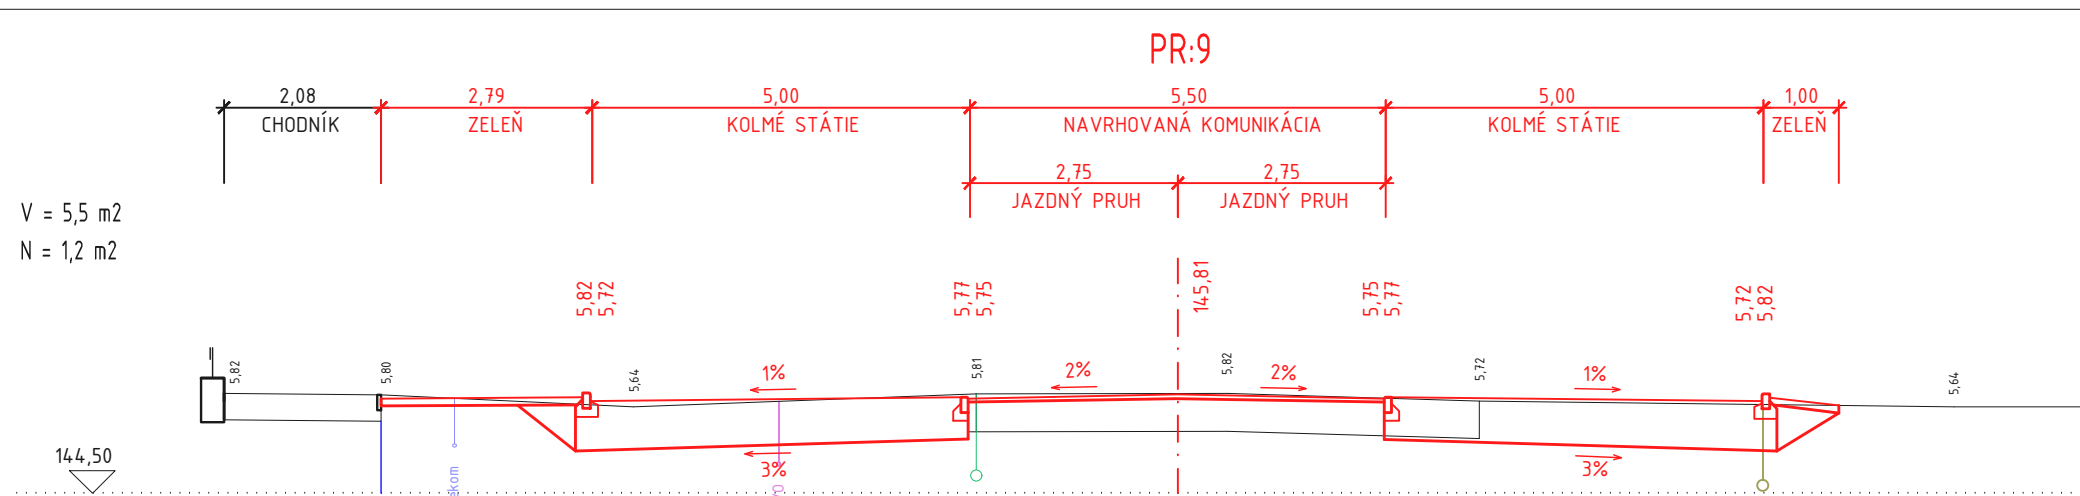 PR:9
2,08 2,79 5,00 5,50 5,00 1,00
CHODNÍK ZELEŇ KOLMÉ STÁTIE NAVRHOVANÁ KOMUNIKÁCIA KOLMÉ STÁTIE ZELEŇ
2,75 2,75
JAZDNÝ PRUH JAZDNÝ PRUH
V = 5,5 m2
N = 1,2 m2
5,82
5,72
5,77
5,75
145,81
5,75
5,77
5,72
5,82
5,82
5,80
5,64
5,81
5,82
5,72
5,64
1% 2% 2% 1%
144,50
3% 3%